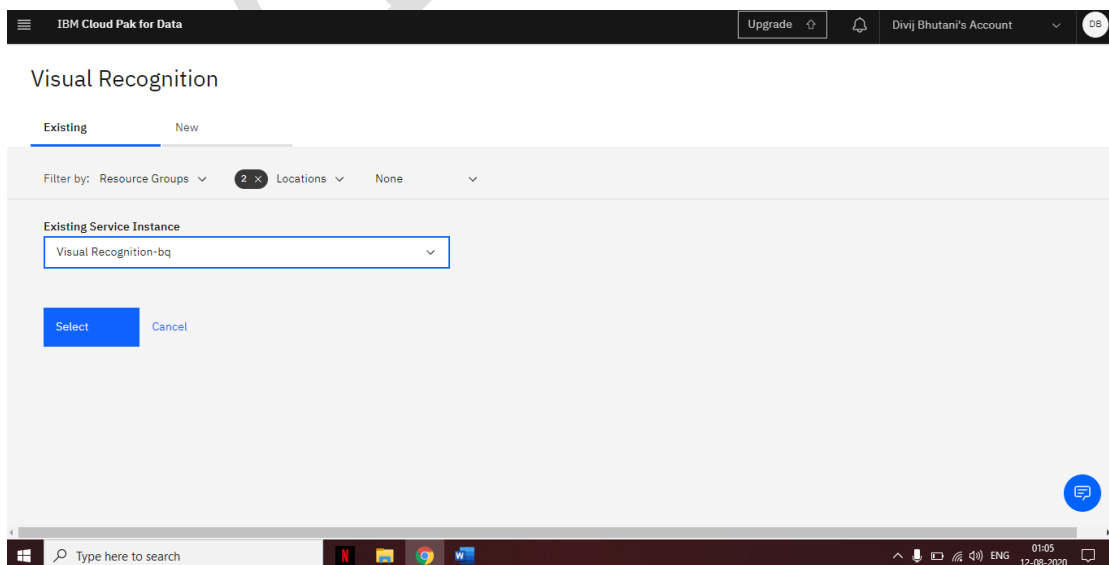 IBM Cloud Pak for Data
Upgrade
Divij Bhutani's Account
DB
Visual Recognition
Existing
New
Filter by: Resource Groups
2 × Locations
None
Existing Service Instance
Visual Recognition-bq
Select
Cancel
Type here to search
N
W
ENG
01:05
12-08-2020